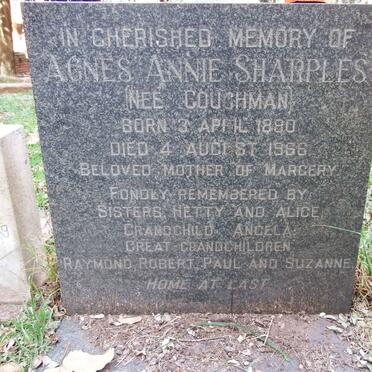 IN CHERISHED MEMORY OF
AGNES ANNIE SHARPLES
(NEE COUCHMAN)
BORN 3 APRIL 1880
DIED 4 AUGUST 1966
BELOVED MOTHER OF MARGERY
FONDLY REMEMBERED BY
SISTERS, HETTY AND ALICE,
GRANDCHILD, ANGELA,
GREAT GRANDCHILDREN
RAYMOND, ROBERT, PAUL AND SUZANNE.
HOME AT LAST